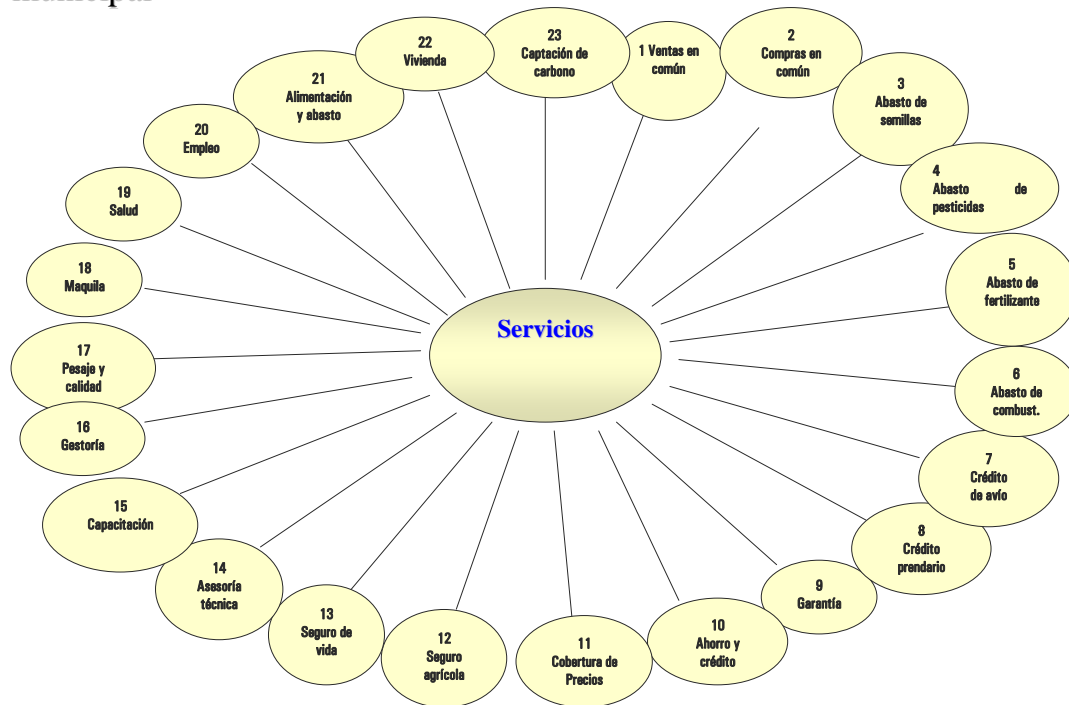 municipal
22
Vivienda
23
Captación de
carbono
1 Ventas en
común
2
Compras en
común
3
Abasto de
semillas
4
Abasto de
pesticidas
5
Abasto de
fertilizante
6
Abasto de
combust.
7
Crédito
de avío
8
Crédito
prendario
9
Garantía
10
Ahorro y
crédito
11
Cobertura de
Precios
12
Seguro
agrícola
13
Seguro de
vida
14
Asesoría
técnica
15
Capacitación
16
Gestoría
17
Pesaje y
calidad
18
Maquila
19
Salud
20
Empleo
21
Alimentación
y abasto
Servicios